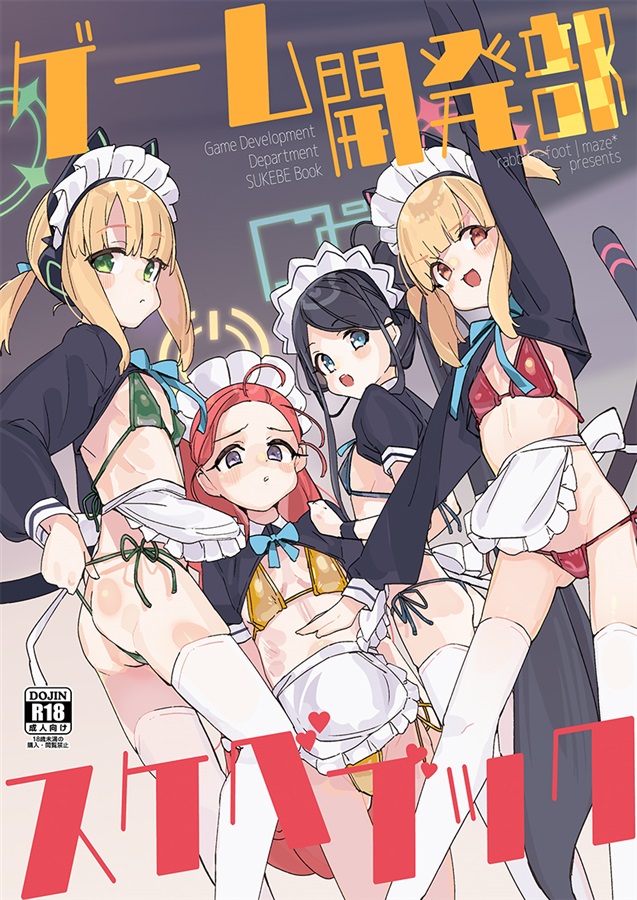 ゲーム開発部
Game Development
Department
SUKEBE Book
rabbit-foot | maze*
presents
DOJIN
R18
成人向け
18歳未満の
購入・閲覧禁止
スケベブック